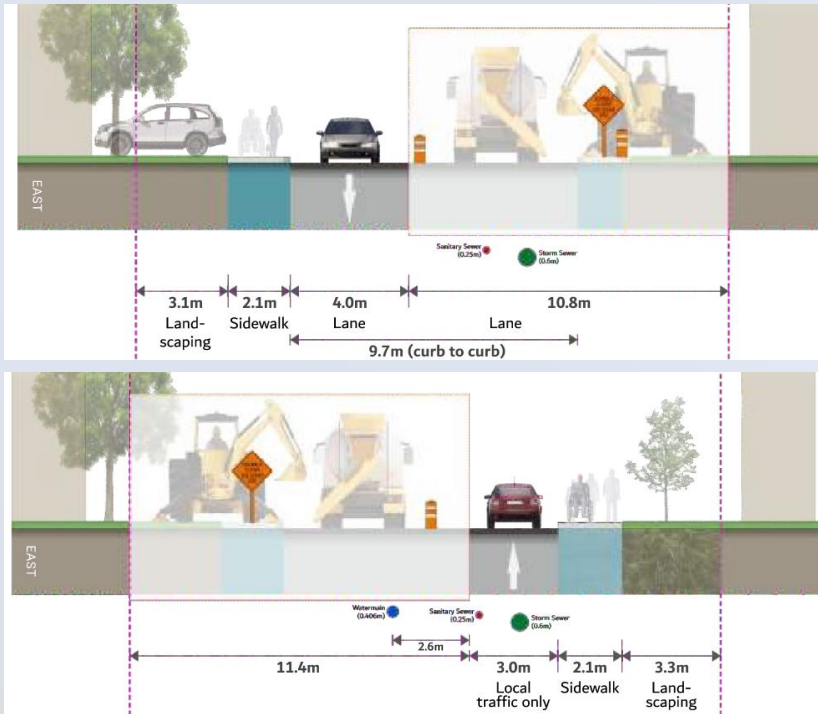 EAST
Sanitary Sewer
(0.25m)
Storm Sewer
(0.6m)
3.1m
2.1m
4.0m
10.8m
Land-
scaping
Sidewalk
Lane
Lane
9.7m (curb to curb)
EAST
Watermain
(0.406m)
Sanitary Sewer
(0.25m)
Storm Sewer
(0.6m)
2.6m
11.4m
3.0m
2.1m
3.3m
Local
traffic only
Sidewalk
Land-
scaping